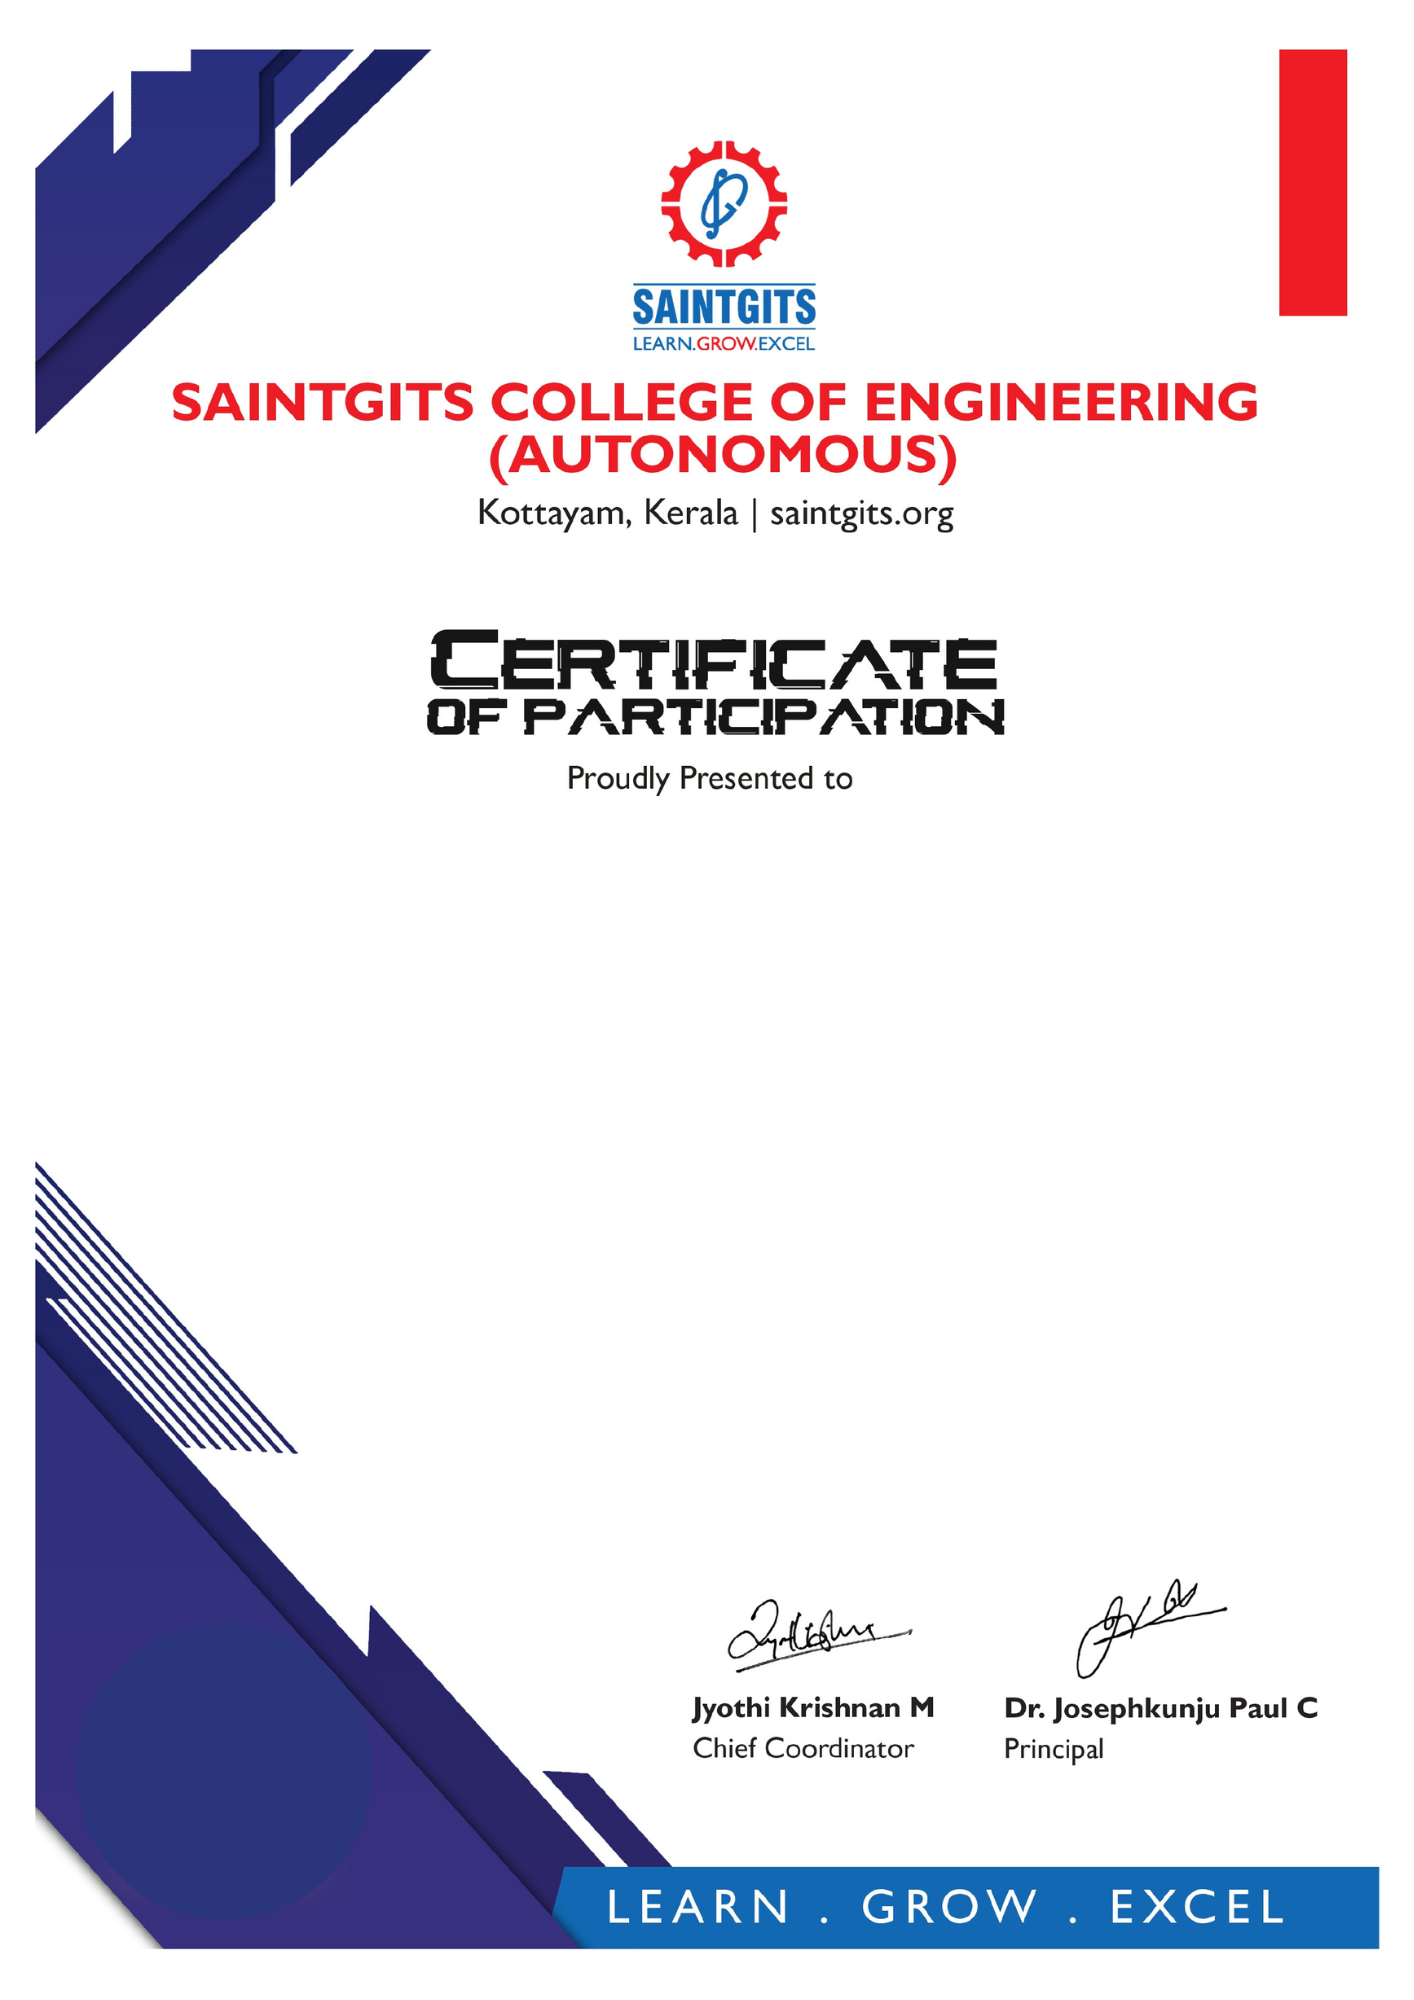 SAINTGITS
LEARN.GROW.EXCEL
SAINTGITS COLLEGE OF ENGINEERING
(AUTONOMOUS)
Kottayam, Kerala | saintgits.org
CERTIFICATE
OF PARTICIPATION
Proudly Presented to
Jyothi Krishnan M
Chief Coordinator
Dr. Josephkunju Paul C
Principal
LEARN . GROW . EXCEL